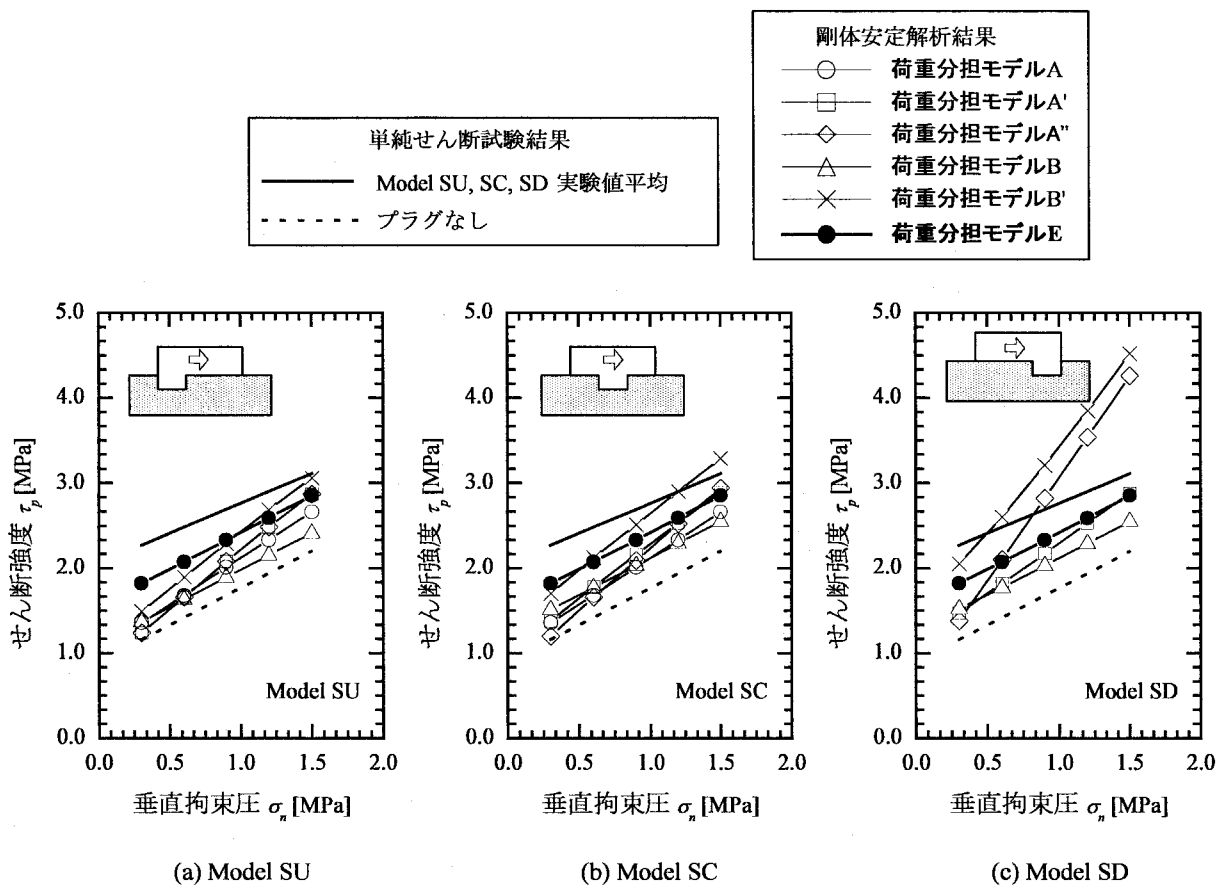 剛体安定解析結果
荷重分担モデルA
荷重分担モデルA'
荷重分担モデルA"
荷重分担モデルB
荷重分担モデルB'
荷重分担モデルE
単純せん断試験結果
Model SU, SC, SD 実験値平均
プラグなし
せん断強度 τp [MPa]
5.0
4.0
3.0
2.0
1.0
0.0
Model SU
0.0 0.5 1.0 1.5 2.0
垂直拘束圧 σn [MPa]
(a) Model SU
せん断強度 τp [MPa]
5.0
4.0
3.0
2.0
1.0
0.0
Model SC
0.0 0.5 1.0 1.5 2.0
垂直拘束圧 σn [MPa]
(b) Model SC
せん断強度 τp [MPa]
5.0
4.0
3.0
2.0
1.0
0.0
Model SD
0.0 0.5 1.0 1.5 2.0
垂直拘束圧 σn [MPa]
(c) Model SD